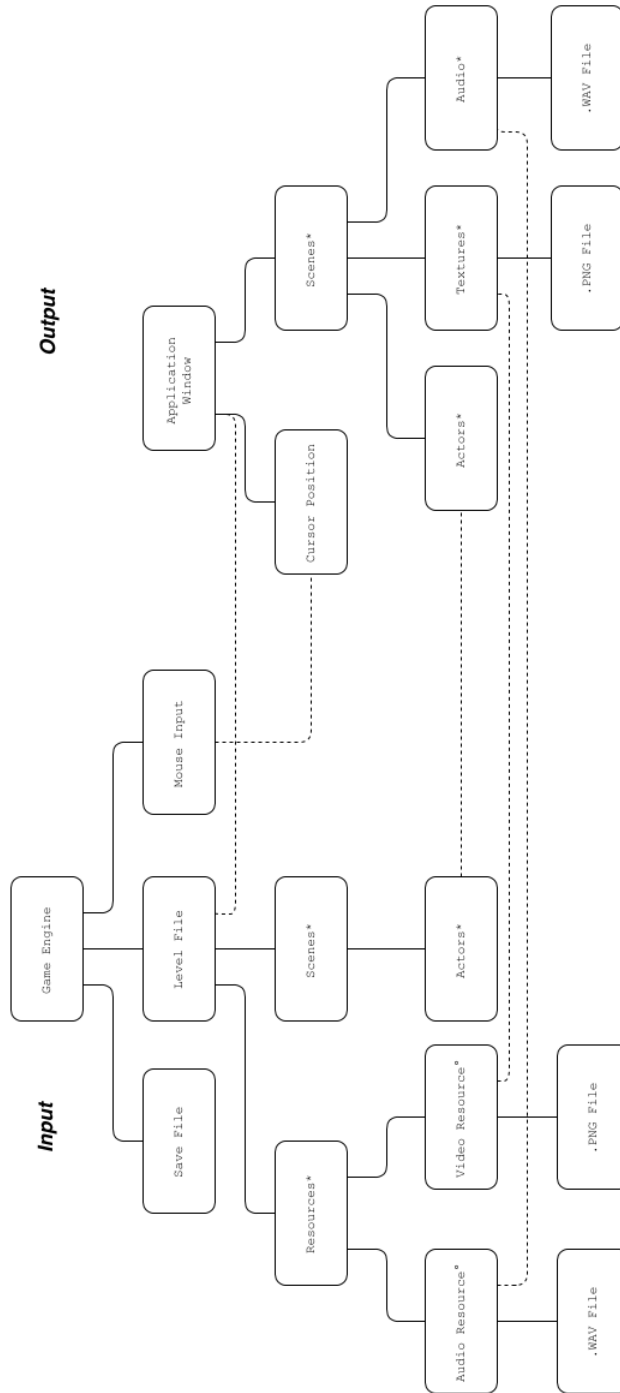 Input
Output
Game Engine
Save File
Level File
Mouse Input
Application
Window
Resources*
Scenes*
Cursor Position
Scenes*
Audio Resource°
Video Resource°
Actors*
Actors*
Textures*
Audio*
.WAV File
.PNG File
.PNG File
.WAV File